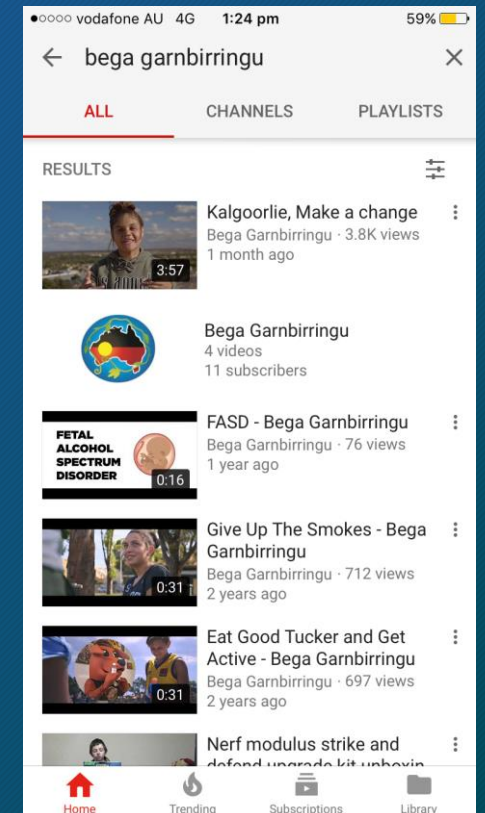 vodafone AU 4G 1:24 pm 59%
bega garnbirringu
ALL CHANNELS PLAYLISTS
RESULTS
3:57
Kalgoorlie, Make a change
Bega Garnbirringu · 3.8K views
1 month ago
Bega Garnbirringu
4 videos
11 subscribers
FETAL
ALCOHOL
SPECTRUM
DISORDER
0:16
FASD - Bega Garnbirringu
Bega Garnbirringu · 76 views
1 year ago
0:31
Give Up The Smokes - Bega
Garnbirringu
Bega Garnbirringu · 712 views
2 years ago
0:31
Eat Good Tucker and Get
Active - Bega Garnbirringu
Bega Garnbirringu · 697 views
2 years ago
Nerf modulus strike and
defend upgrade kit unboxin
Home Trending Subscriptions Library